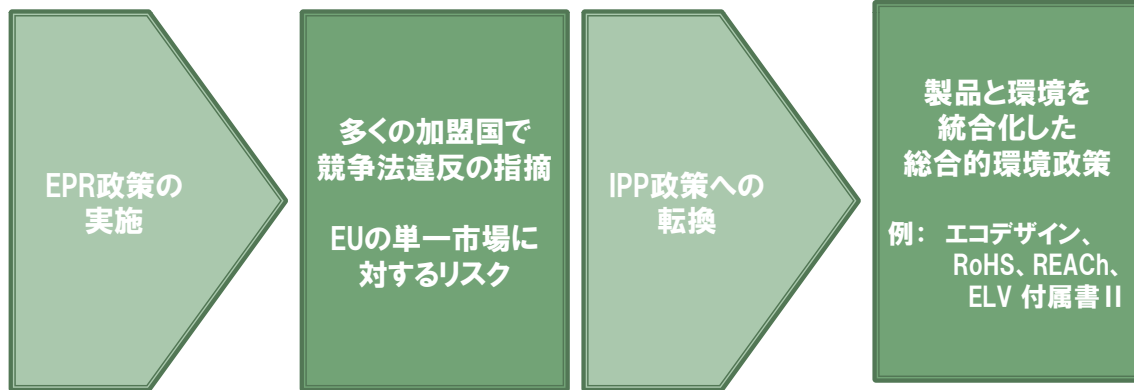 EPR政策の
実施
多くの加盟国で
競争法違反の指摘
EUの単一市場に
対するリスク
IPP政策への
転換
製品と環境を
統合化した
総合的環境政策
例： エコデザイン、
RoHS、REACh、
ELV 付属書II